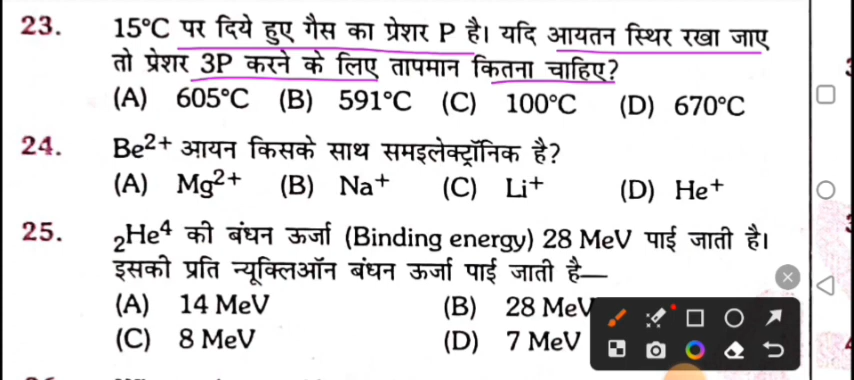 23. 15°C पर दिये हुए गैस का प्रेशर P है। यदि आयतन स्थिर रखा जाए
तो प्रेशर 3P करने के लिए तापमान कितना चाहिए?
(A) 605°C (B) 591°C (C) 100°C (D) 670°C
24. Be²⁺ आयन किसके साथ समइलेक्ट्रॉनिक है?
(A) Mg²⁺ (B) Na⁺ (C) Li⁺ (D) He⁺
25. ₂He⁴ की बंधन ऊर्जा (Binding energy) 28 MeV पाई जाती है।
इसकी प्रति न्यूक्लिऑन बंधन ऊर्जा पाई जाती है—
(A) 14 MeV (B) 28 MeV
(C) 8 MeV (D) 7 MeV